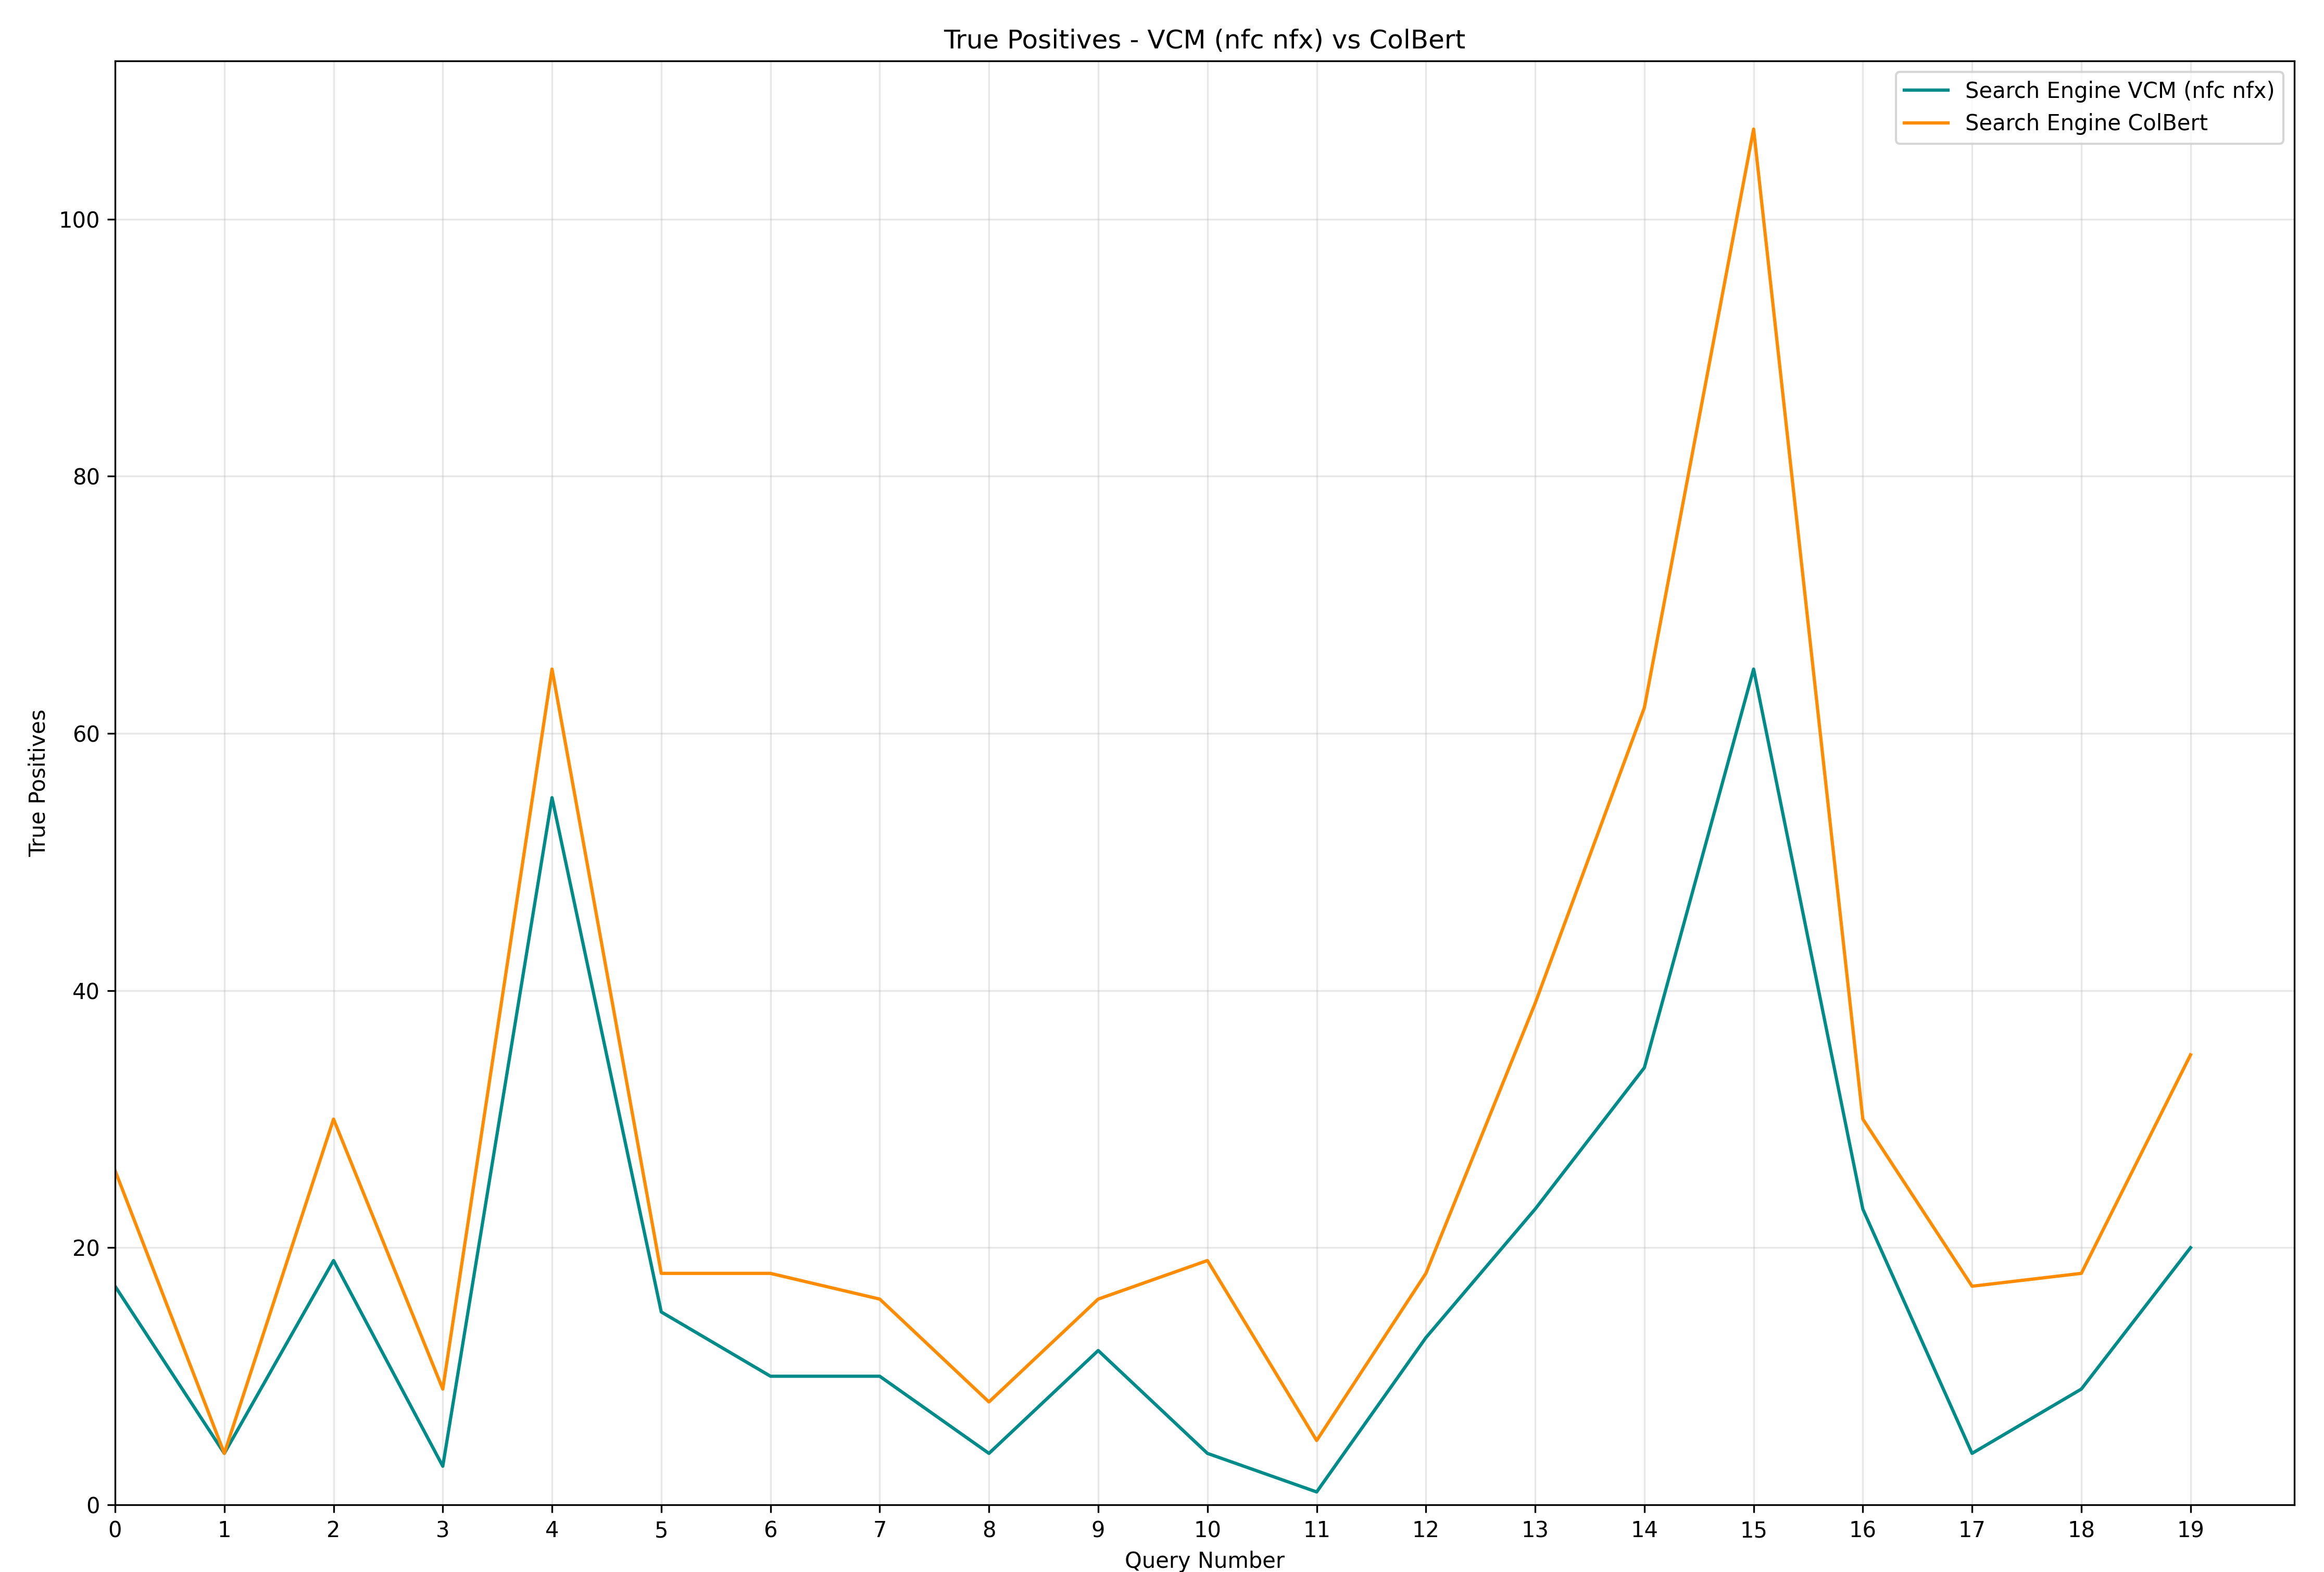 True Positives - VCM (nfc nfx) vs ColBert
Search Engine VCM (nfc nfx)
Search Engine ColBert
100
80
60
40
20
0
True Positives
0 1 2 3 4 5 6 7 8 9 10 11 12 13 14 15 16 17 18 19
Query Number